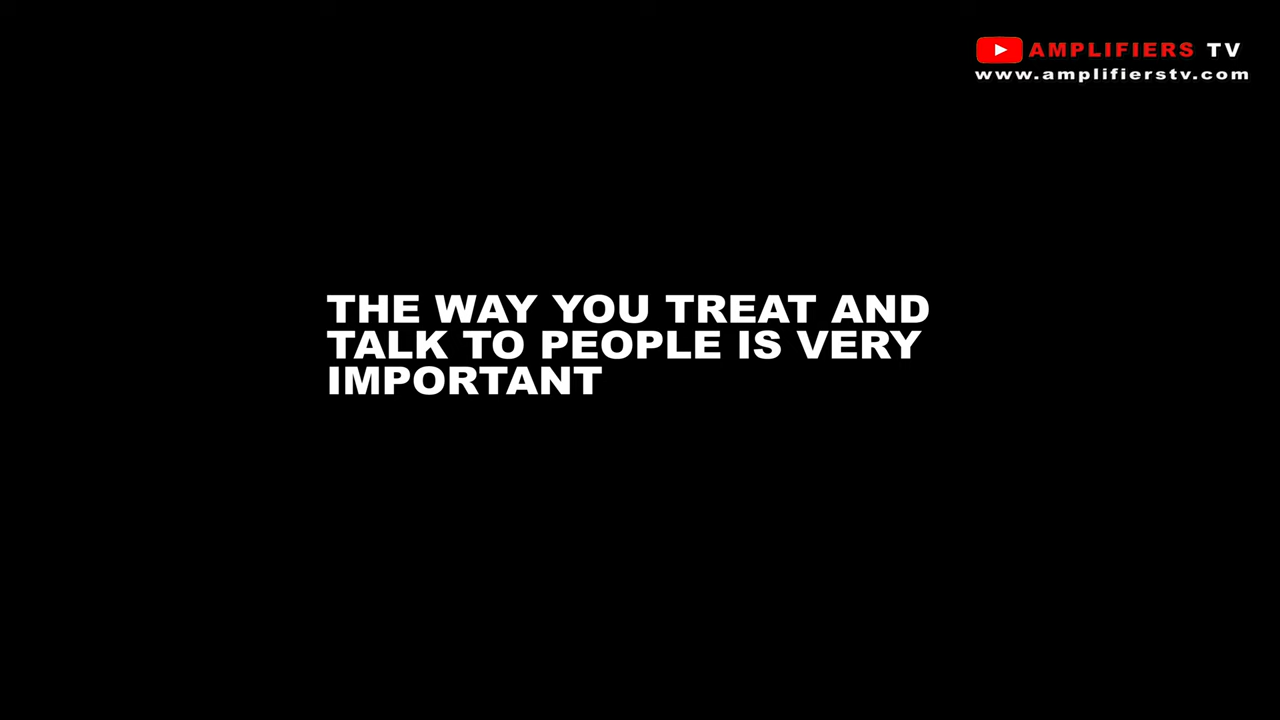 AMPLIFIERS TV
www.amplifierstv.com
THE WAY YOU TREAT AND
TALK TO PEOPLE IS VERY
IMPORTANT